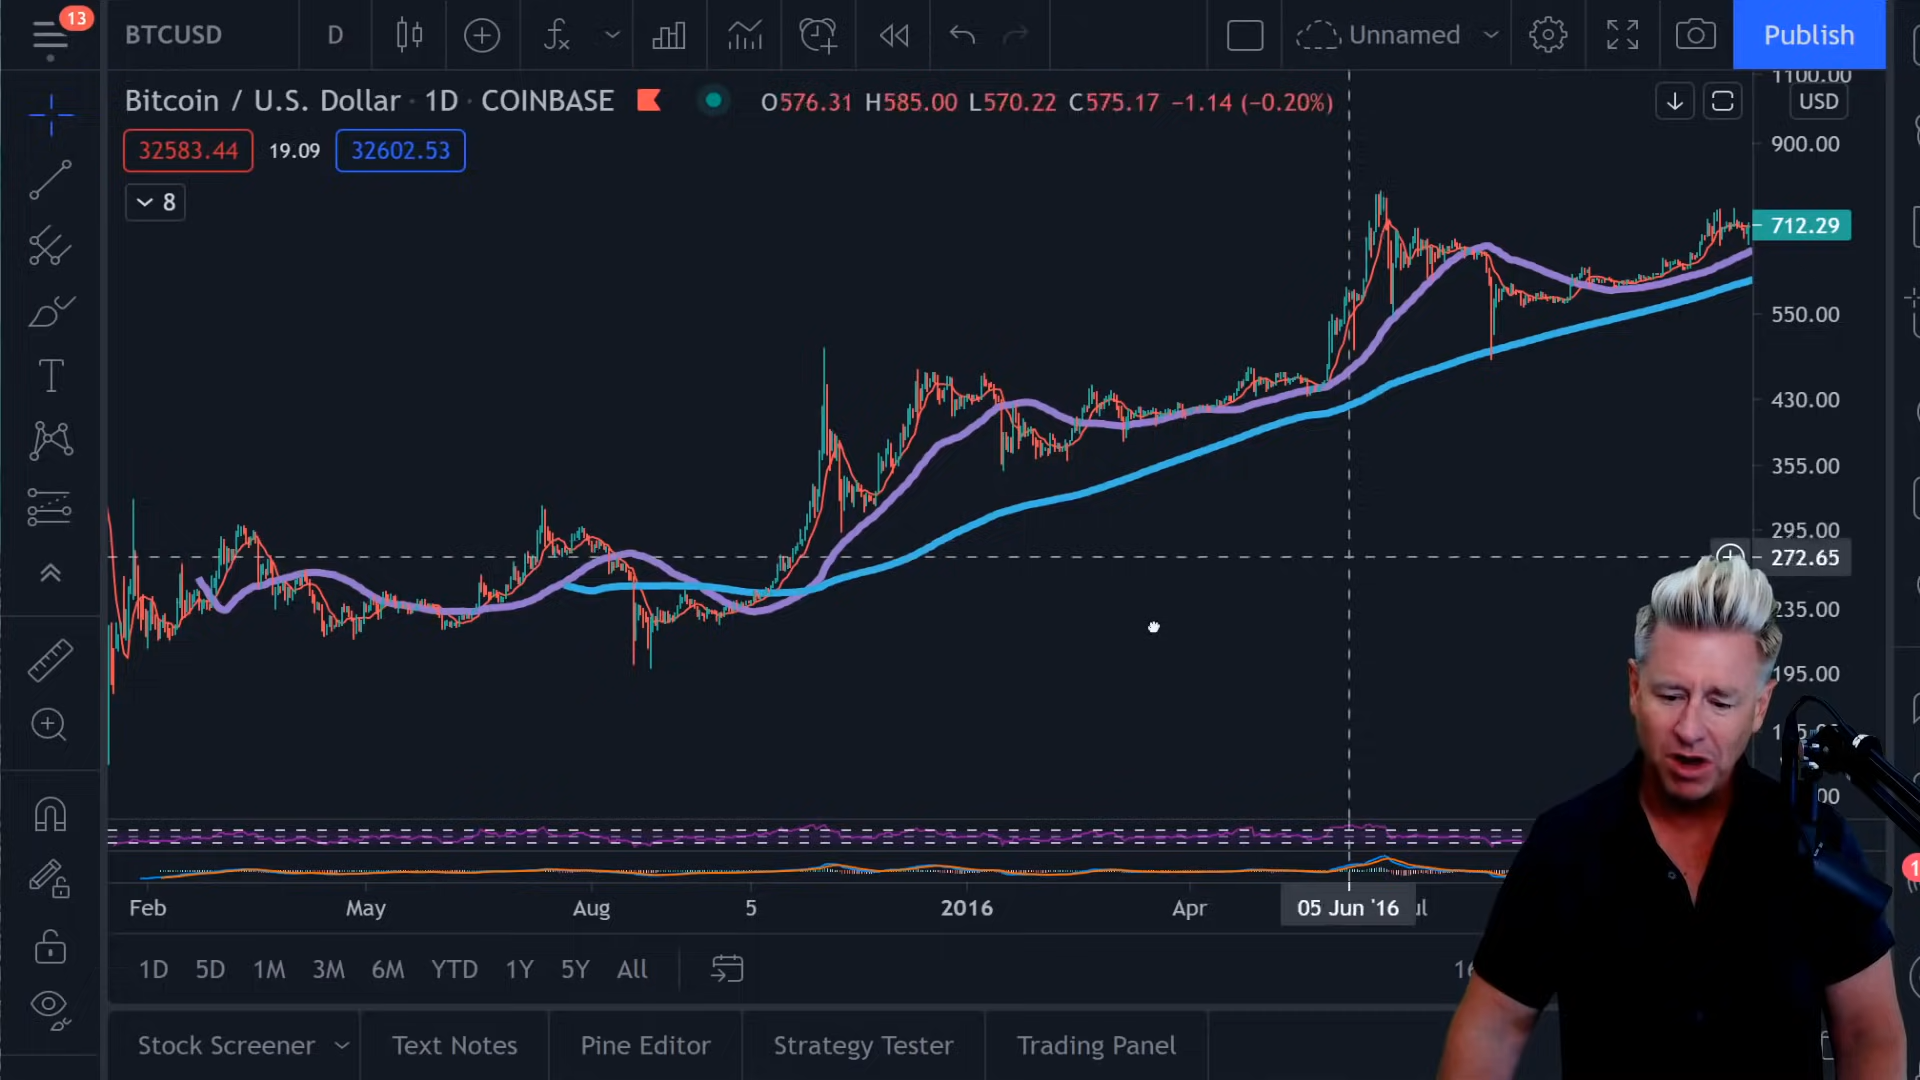 13
BTCUSD D Unnamed Publish
Bitcoin / U.S. Dollar · 1D · COINBASE O576.31 H585.00 L570.22 C575.17 −1.14 (−0.20%)
32583.44 19.09 32602.53
8
1100.00
USD
900.00
712.29
550.00
430.00
355.00
295.00
272.65
235.00
195.00
Feb May Aug 5 2016 Apr 05 Jun '16
1D 5D 1M 3M 6M YTD 1Y 5Y All
Stock Screener Text Notes Pine Editor Strategy Tester Trading Panel